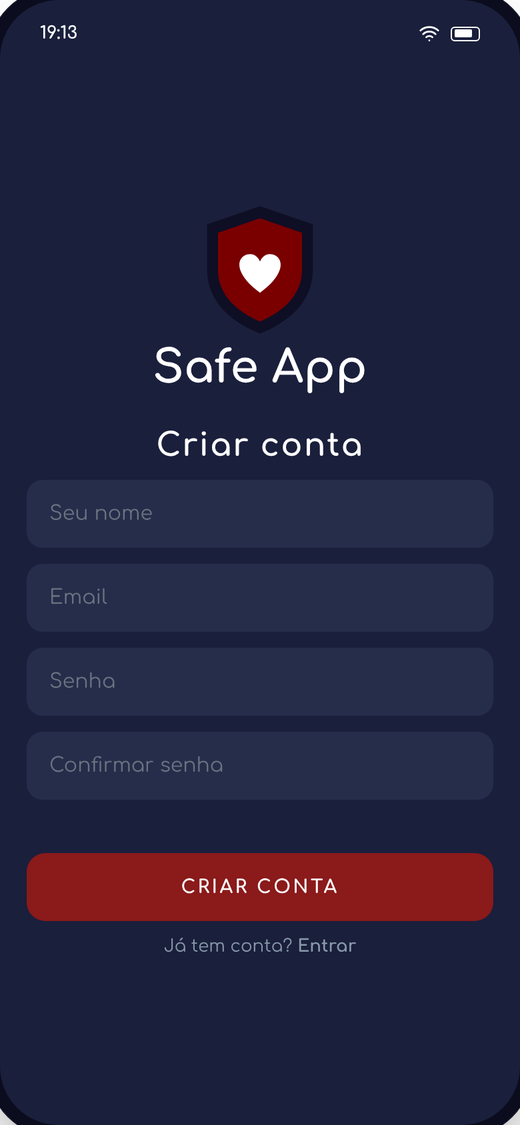 19:13
Safe App
Criar conta
Seu nome
Email
Senha
Confirmar senha
CRIAR CONTA
Já tem conta? Entrar